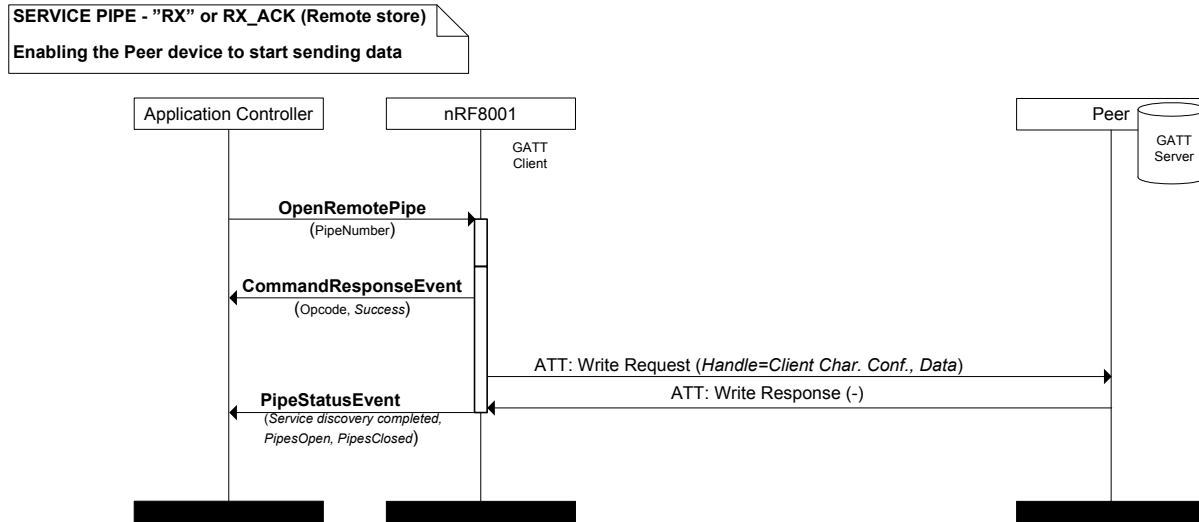 SERVICE PIPE - ”RX” or RX_ACK (Remote store)
Enabling the Peer device to start sending data
Application Controller
nRF8001
Peer
GATT
Client
GATT
Server
OpenRemotePipe
(PipeNumber)
CommandResponseEvent
(Opcode, Success)
ATT: Write Request (Handle=Client Char. Conf., Data)
ATT: Write Response (-)
PipeStatusEvent
(Service discovery completed,
PipesOpen, PipesClosed)